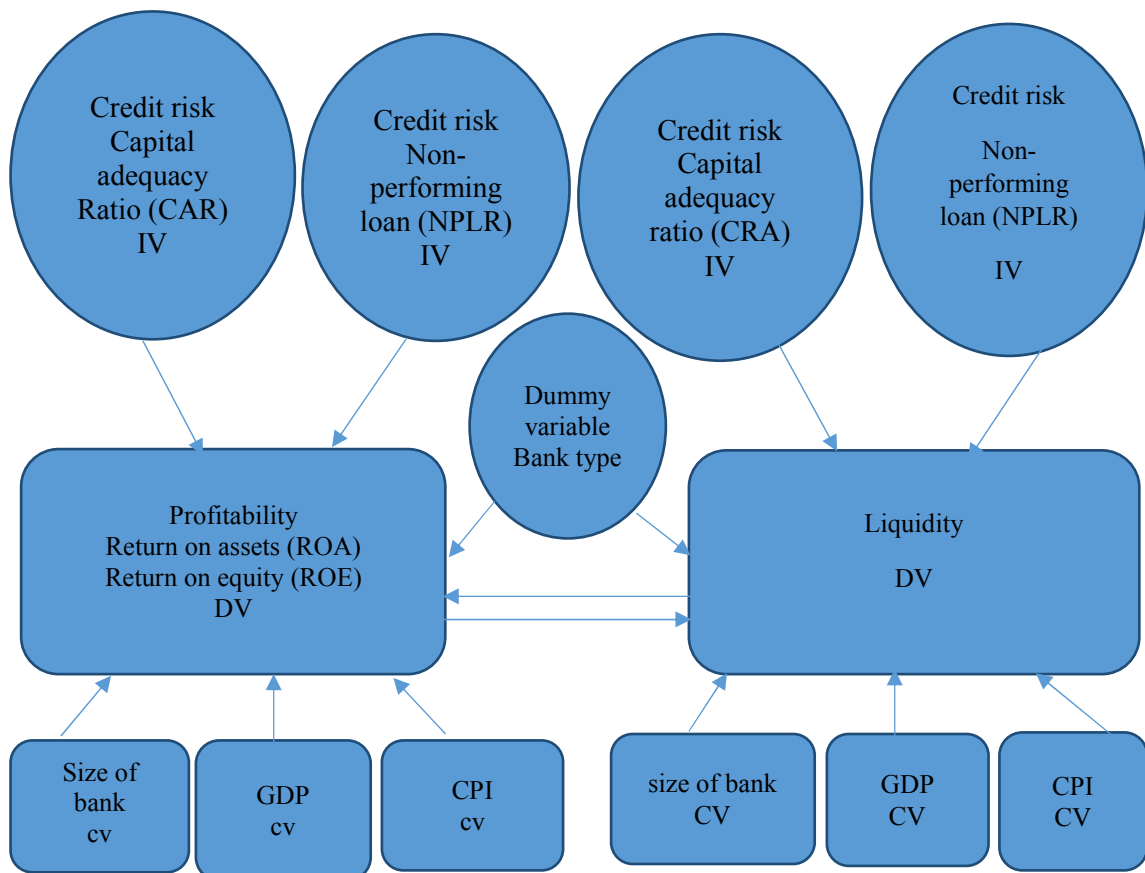 Credit risk
Capital
adequacy
Ratio (CAR)
IV
Credit risk
Non-
performing
loan (NPLR)
IV
Credit risk
Capital
adequacy
ratio (CRA)
IV
Credit risk
Non-
performing
loan (NPLR)
IV
Dummy
variable
Bank type
Profitability
Return on assets (ROA)
Return on equity (ROE)
DV
Liquidity
DV
Size of
bank
cv
GDP
cv
CPI
cv
size of bank
CV
GDP
CV
CPI
CV